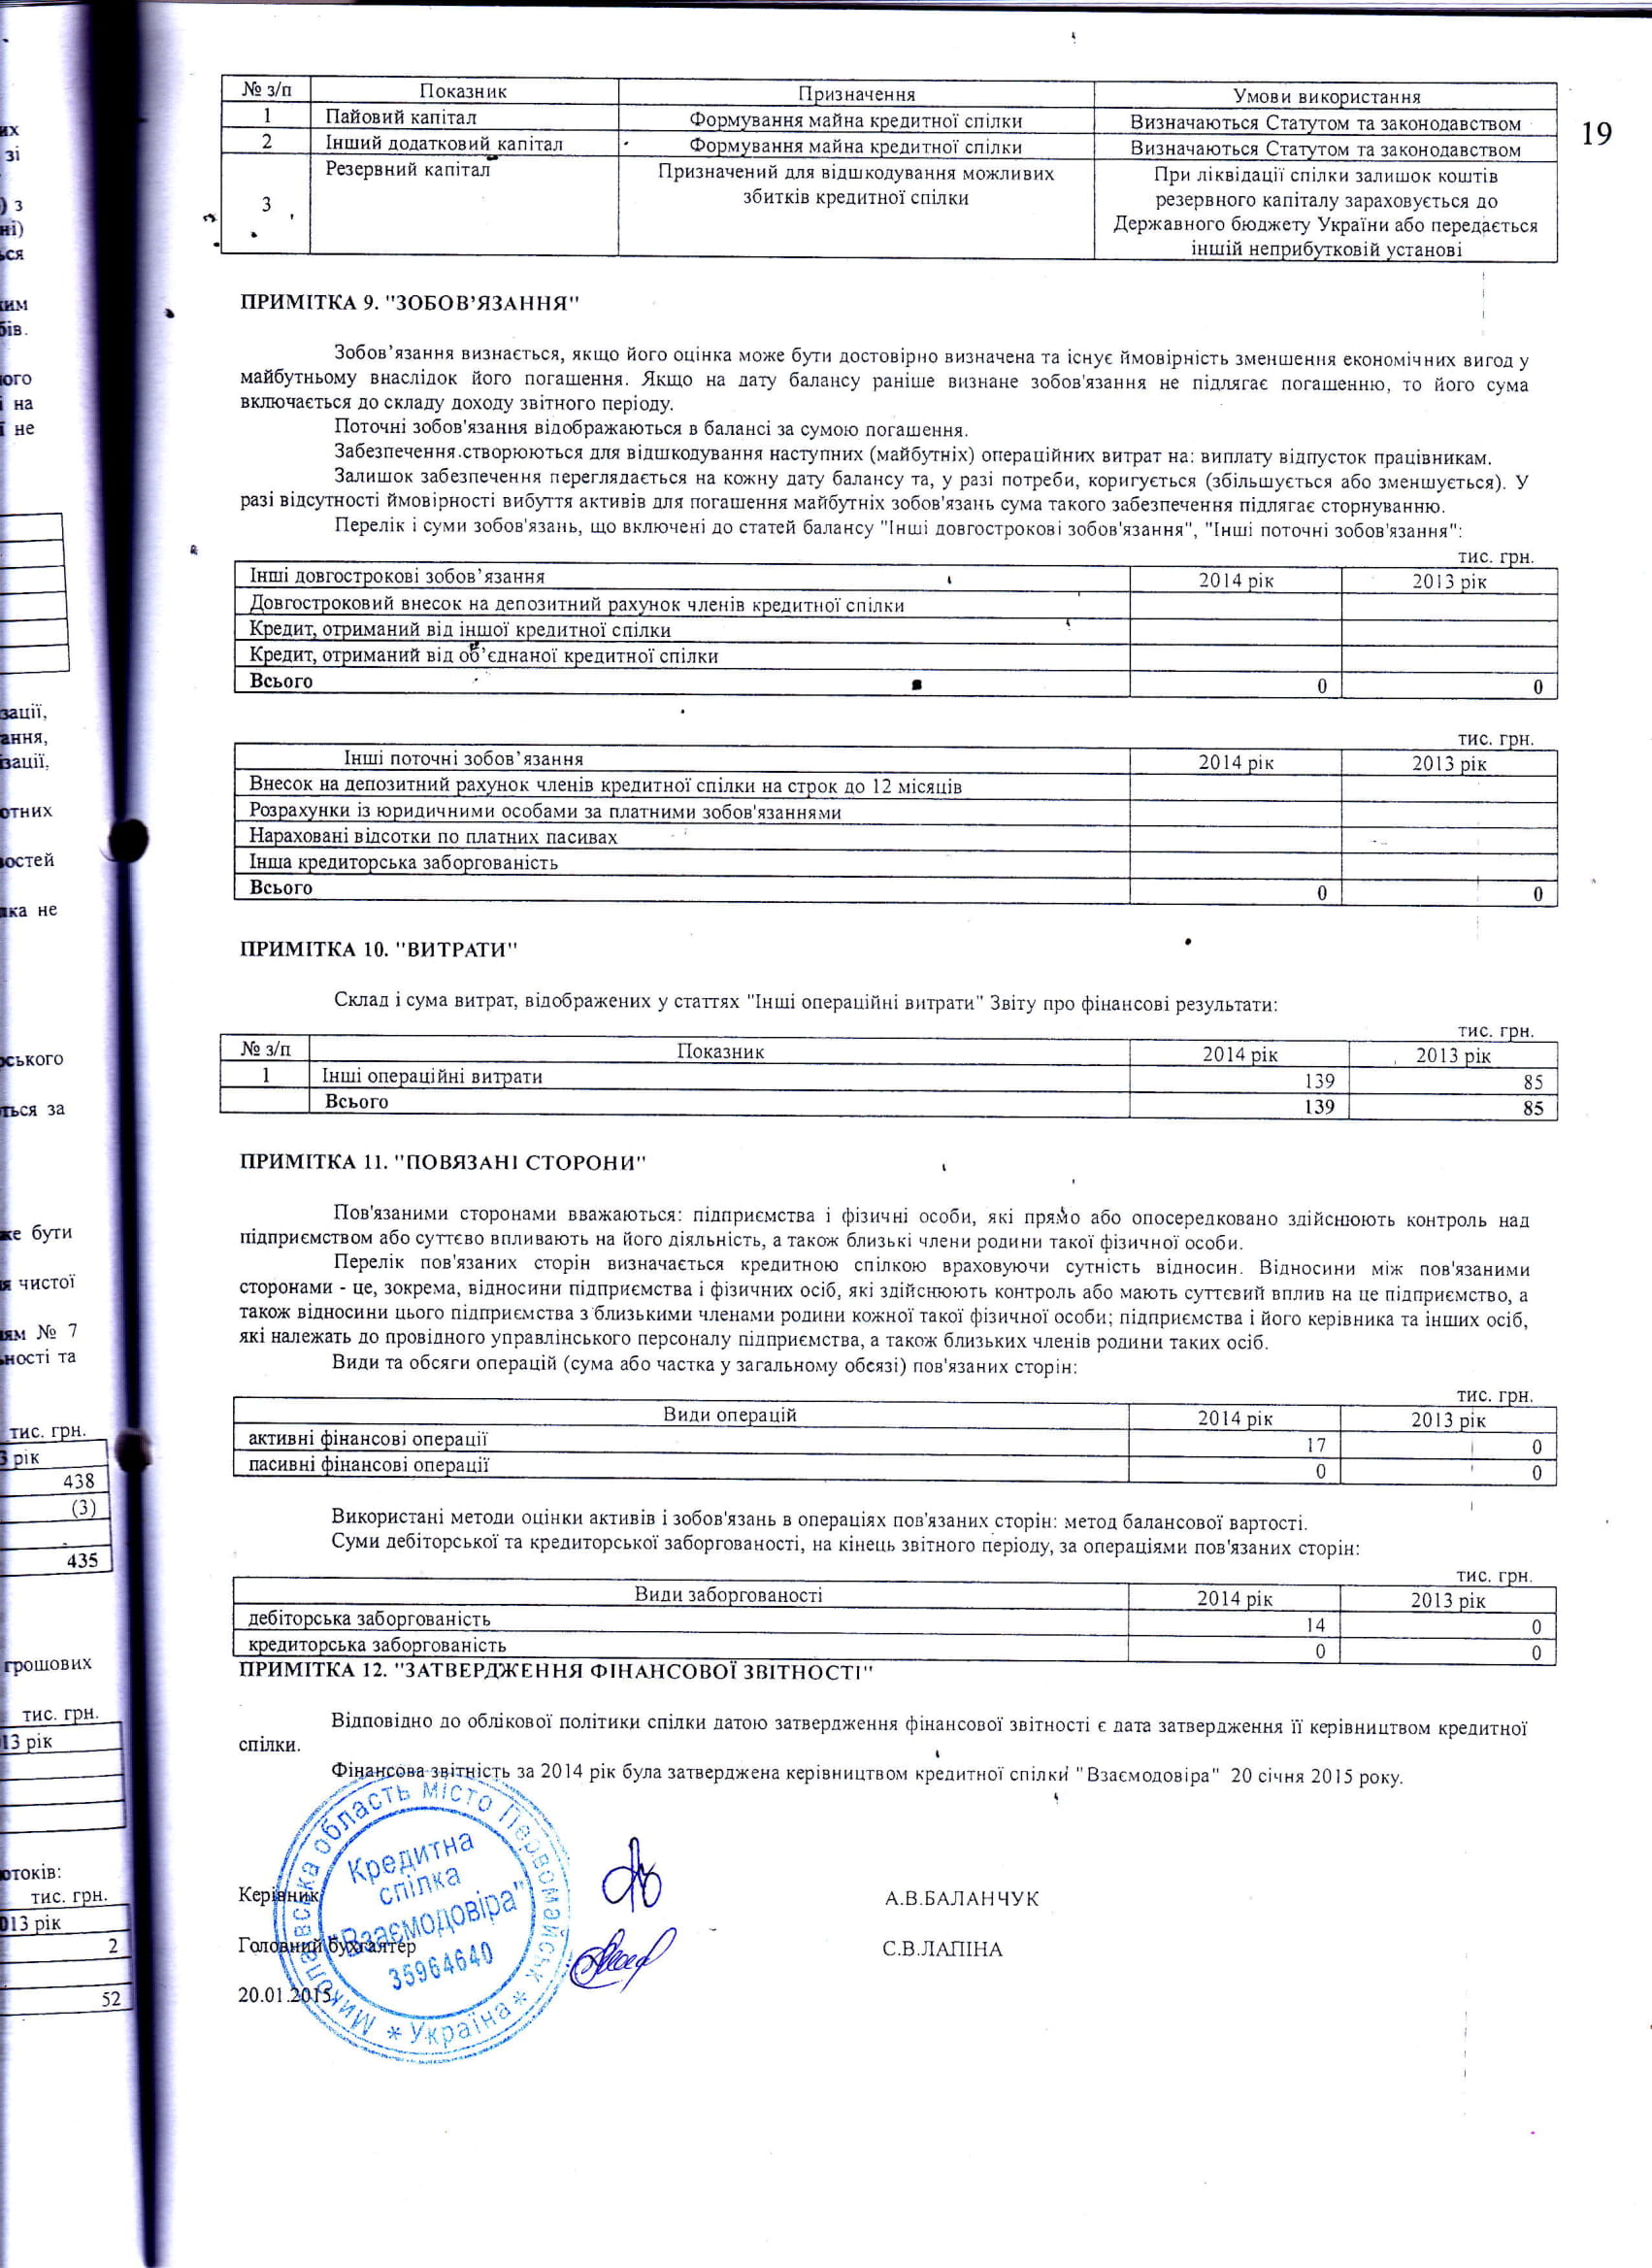 19
№ з/п Показник Призначення Умови використання
1 Пайовий капітал Формування майна кредитної спілки Визначаються Статутом та законодавством
2 Інший додатковий капітал Формування майна кредитної спілки Визначаються Статутом та законодавством
3 Резервний капітал Призначений для відшкодування можливих При ліквідації спілки залишок коштів
збитків кредитної спілки резервного капіталу зараховується до
Державного бюджету України або передається
іншій неприбутковій установі
ПРИМІТКА 9. "ЗОБОВ’ЯЗАННЯ"
Зобов’язання визнається, якщо його оцінка може бути достовірно визначена та існує ймовірність зменшення економічних вигод у
майбутньому внаслідок його погашення. Якщо на дату балансу раніше визнане зобов'язання не підлягає погашенню, то його сума
включається до складу доходу звітного періоду.
Поточні зобов'язання відображаються в балансі за сумою погашення.
Забезпечення створюються для відшкодування наступних (майбутніх) операційних витрат на: виплату відпусток працівникам.
Залишок забезпечення переглядається на кожну дату балансу та, у разі потреби, коригується (збільшується або зменшується). У
разі відсутності ймовірності вибуття активів для погашення майбутніх зобов'язань сума такого забезпечення підлягає сторнуванню.
Перелік і суми зобов'язань, що включені до статей балансу "Інші довгострокові зобов'язання", "Інші поточні зобов'язання":
тис. грн.
Інші довгострокові зобов’язання 2014 рік 2013 рік
Довгостроковий внесок на депозитний рахунок членів кредитної спілки
Кредит, отриманий від іншої кредитної спілки
Кредит, отриманий від об’єднаної кредитної спілки
Всього 0 0
тис. грн.
Інші поточні зобов’язання 2014 рік 2013 рік
Внесок на депозитний рахунок членів кредитної спілки на строк до 12 місяців
Розрахунки із юридичними особами за платними зобов'язаннями
Нараховані відсотки по платних пасивах
Інша кредиторська заборгованість
Всього 0 0
ПРИМІТКА 10. "ВИТРАТИ"
Склад і сума витрат, відображених у статтях "Інші операційні витрати" Звіту про фінансові результати:
тис. грн.
№ з/п Показник 2014 рік 2013 рік
1 Інші операційні витрати 139 85
Всього 139 85
ПРИМІТКА 11. "ПОВЯЗАНІ СТОРОНИ"
Пов'язаними сторонами вважаються: підприємства і фізичні особи, які прямо або опосередковано здійснюють контроль над
підприємством або суттєво впливають на його діяльність, а також близькі члени родини такої фізичної особи.
Перелік пов'язаних сторін визначається кредитною спілкою враховуючи сутність відносин. Відносини між пов'язаними
сторонами - це, зокрема, відносини підприємства і фізичних осіб, які здійснюють контроль або мають суттєвий вплив на це підприємство, а
також відносини цього підприємства з близькими членами родини кожної такої фізичної особи; підприємства і його керівника та інших осіб,
які належать до провідного управлінського персоналу підприємства, а також близьких членів родини таких осіб.
Види та обсяги операцій (сума або частка у загальному обсязі) пов'язаних сторін:
тис. грн.
Види операцій 2014 рік 2013 рік
активні фінансові операції 17 0
пасивні фінансові операції 0 0
Використані методи оцінки активів і зобов'язань в операціях пов'язаних сторін: метод балансової вартості.
Суми дебіторської та кредиторської заборгованості, на кінець звітного періоду, за операціями пов'язаних сторін:
тис. грн.
Види заборгованості 2014 рік 2013 рік
дебіторська заборгованість 14 0
кредиторська заборгованість 0 0
ПРИМІТКА 12. "ЗАТВЕРДЖЕННЯ ФІНАНСОВОЇ ЗВІТНОСТІ"
Відповідно до облікової політики спілки датою затвердження фінансової звітності є дата затвердження її керівництвом кредитної
спілки.
Фінансова звітність за 2014 рік була затверджена керівництвом кредитної спілки "Взаємодовіра" 20 січня 2015 року.
Керівник А.В.БАЛАНЧУК
Головний бухгалтер С.В.ЛАПІНА
20.01.2015
Миколаївська область місто Первомайськ * Україна *
Кредитна
спілка
"Взаємодовіра"
35964640
тис. грн.
рік
438
(3)
435
грошових
тис. грн.
13 рік
тис. грн.
013 рік
2
52